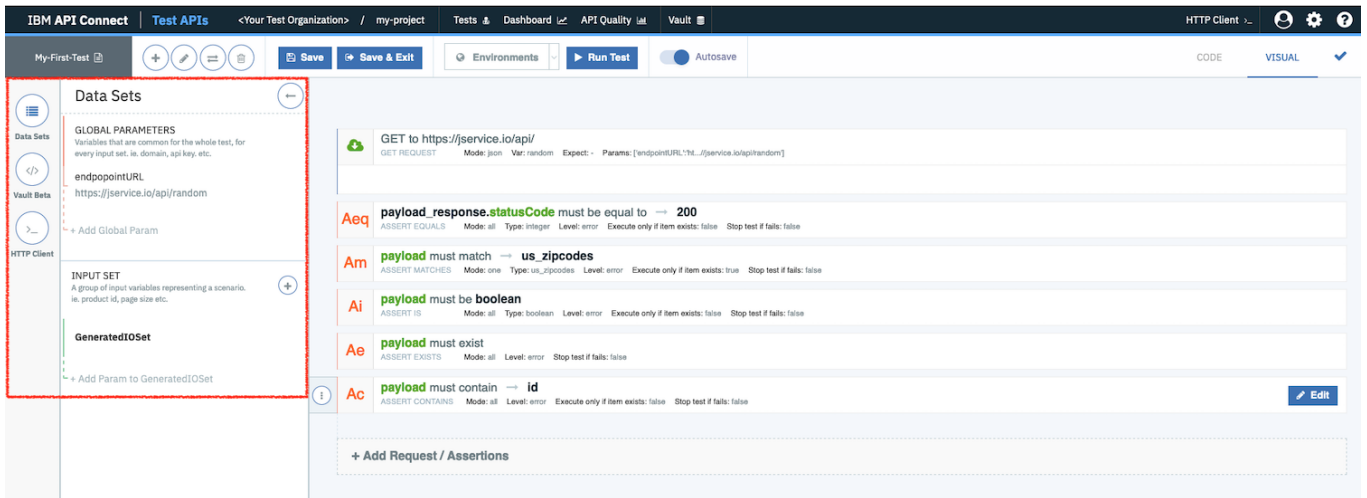 IBM API Connect | Test APIs <Your Test Organization> / my-project Tests Dashboard API Quality Vault HTTP Client >_
My-First-Test Save Save & Exit Environments Run Test Autosave CODE VISUAL
Data Sets
Data Sets
Vault Beta
HTTP Client
GLOBAL PARAMETERS
Variables that are common for the whole test, for
every input set. ie. domain, api key. etc.
endpopointURL
https://jservice.io/api/random
+ Add Global Param
INPUT SET
A group of input variables representing a scenario.
ie. product id, page size etc.
GeneratedIOSet
+ Add Param to GeneratedIOSet
GET to https://jservice.io/api/
GET REQUEST Mode: json Var: random Expect: - Params: ['endpointURL':'ht...//jservice.io/api/random']
Aeq payload_response.statusCode must be equal to → 200
ASSERT EQUALS Mode: all Type: integer Level: error Execute only if item exists: false Stop test if fails: false
Am payload must match → us_zipcodes
ASSERT MATCHES Mode: one Type: us_zipcodes Level: error Execute only if item exists: true Stop test if fails: false
Ai payload must be boolean
ASSERT IS Mode: all Type: boolean Level: error Execute only if item exists: false Stop test if fails: false
Ae payload must exist
ASSERT EXISTS Mode: all Level: error Stop test if fails: false
Ac payload must contain → id
ASSERT CONTAINS Mode: all Level: error Execute only if item exists: false Stop test if fails: false
Edit
+ Add Request / Assertions